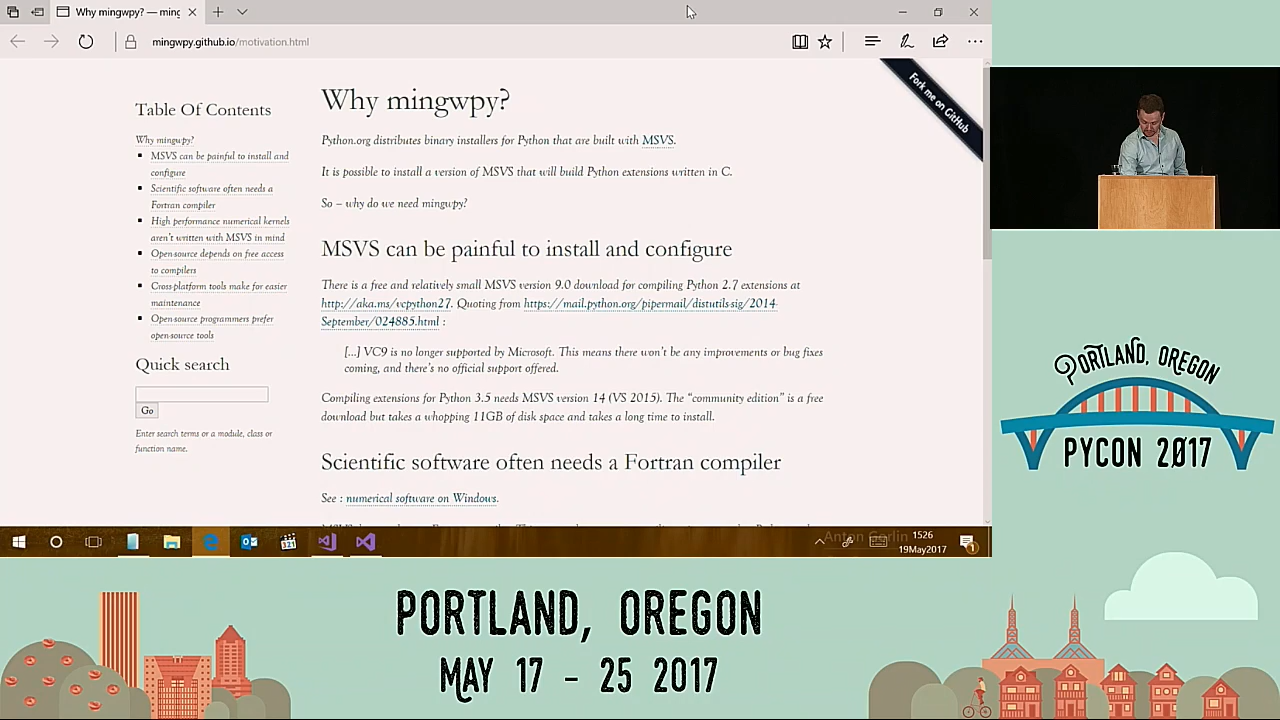 Why mingwpy? — ming
mingwpy.github.io/motivation.html
Fork me on GitHub
Table Of Contents
Why mingwpy?
MSVS can be painful to install and
configure
Scientific software often needs a
Fortran compiler
High performance numerical kernels
aren't written with MSVS in mind
Open-source depends on free access
to compilers
Cross-platform tools make for easier
maintenance
Open-source programmers prefer
open-source tools
Quick search
Go
Enter search terms or a module, class or
function name.
Why mingwpy?
Python.org distributes binary installers for Python that are built with MSVS.
It is possible to install a version of MSVS that will build Python extensions written in C.
So – why do we need mingwpy?
MSVS can be painful to install and configure
There is a free and relatively small MSVS version 9.0 download for compiling Python 2.7 extensions at
http://aka.ms/vcpython27. Quoting from https://mail.python.org/pipermail/distutils-sig/2014-
September/024885.html :
[...] VC9 is no longer supported by Microsoft. This means there won't be any improvements or bug fixes
coming, and there's no official support offered.
Compiling extensions for Python 3.5 needs MSVS version 14 (VS 2015). The “community edition” is a free
download but takes a whopping 11GB of disk space and takes a long time to install.
Scientific software often needs a Fortran compiler
See : numerical software on Windows.
Anton Gorlin
1526
19May2017
1
PORTLAND, OREGON
PYCON 2017
PORTLAND, OREGON
MAY 17 - 25 2017